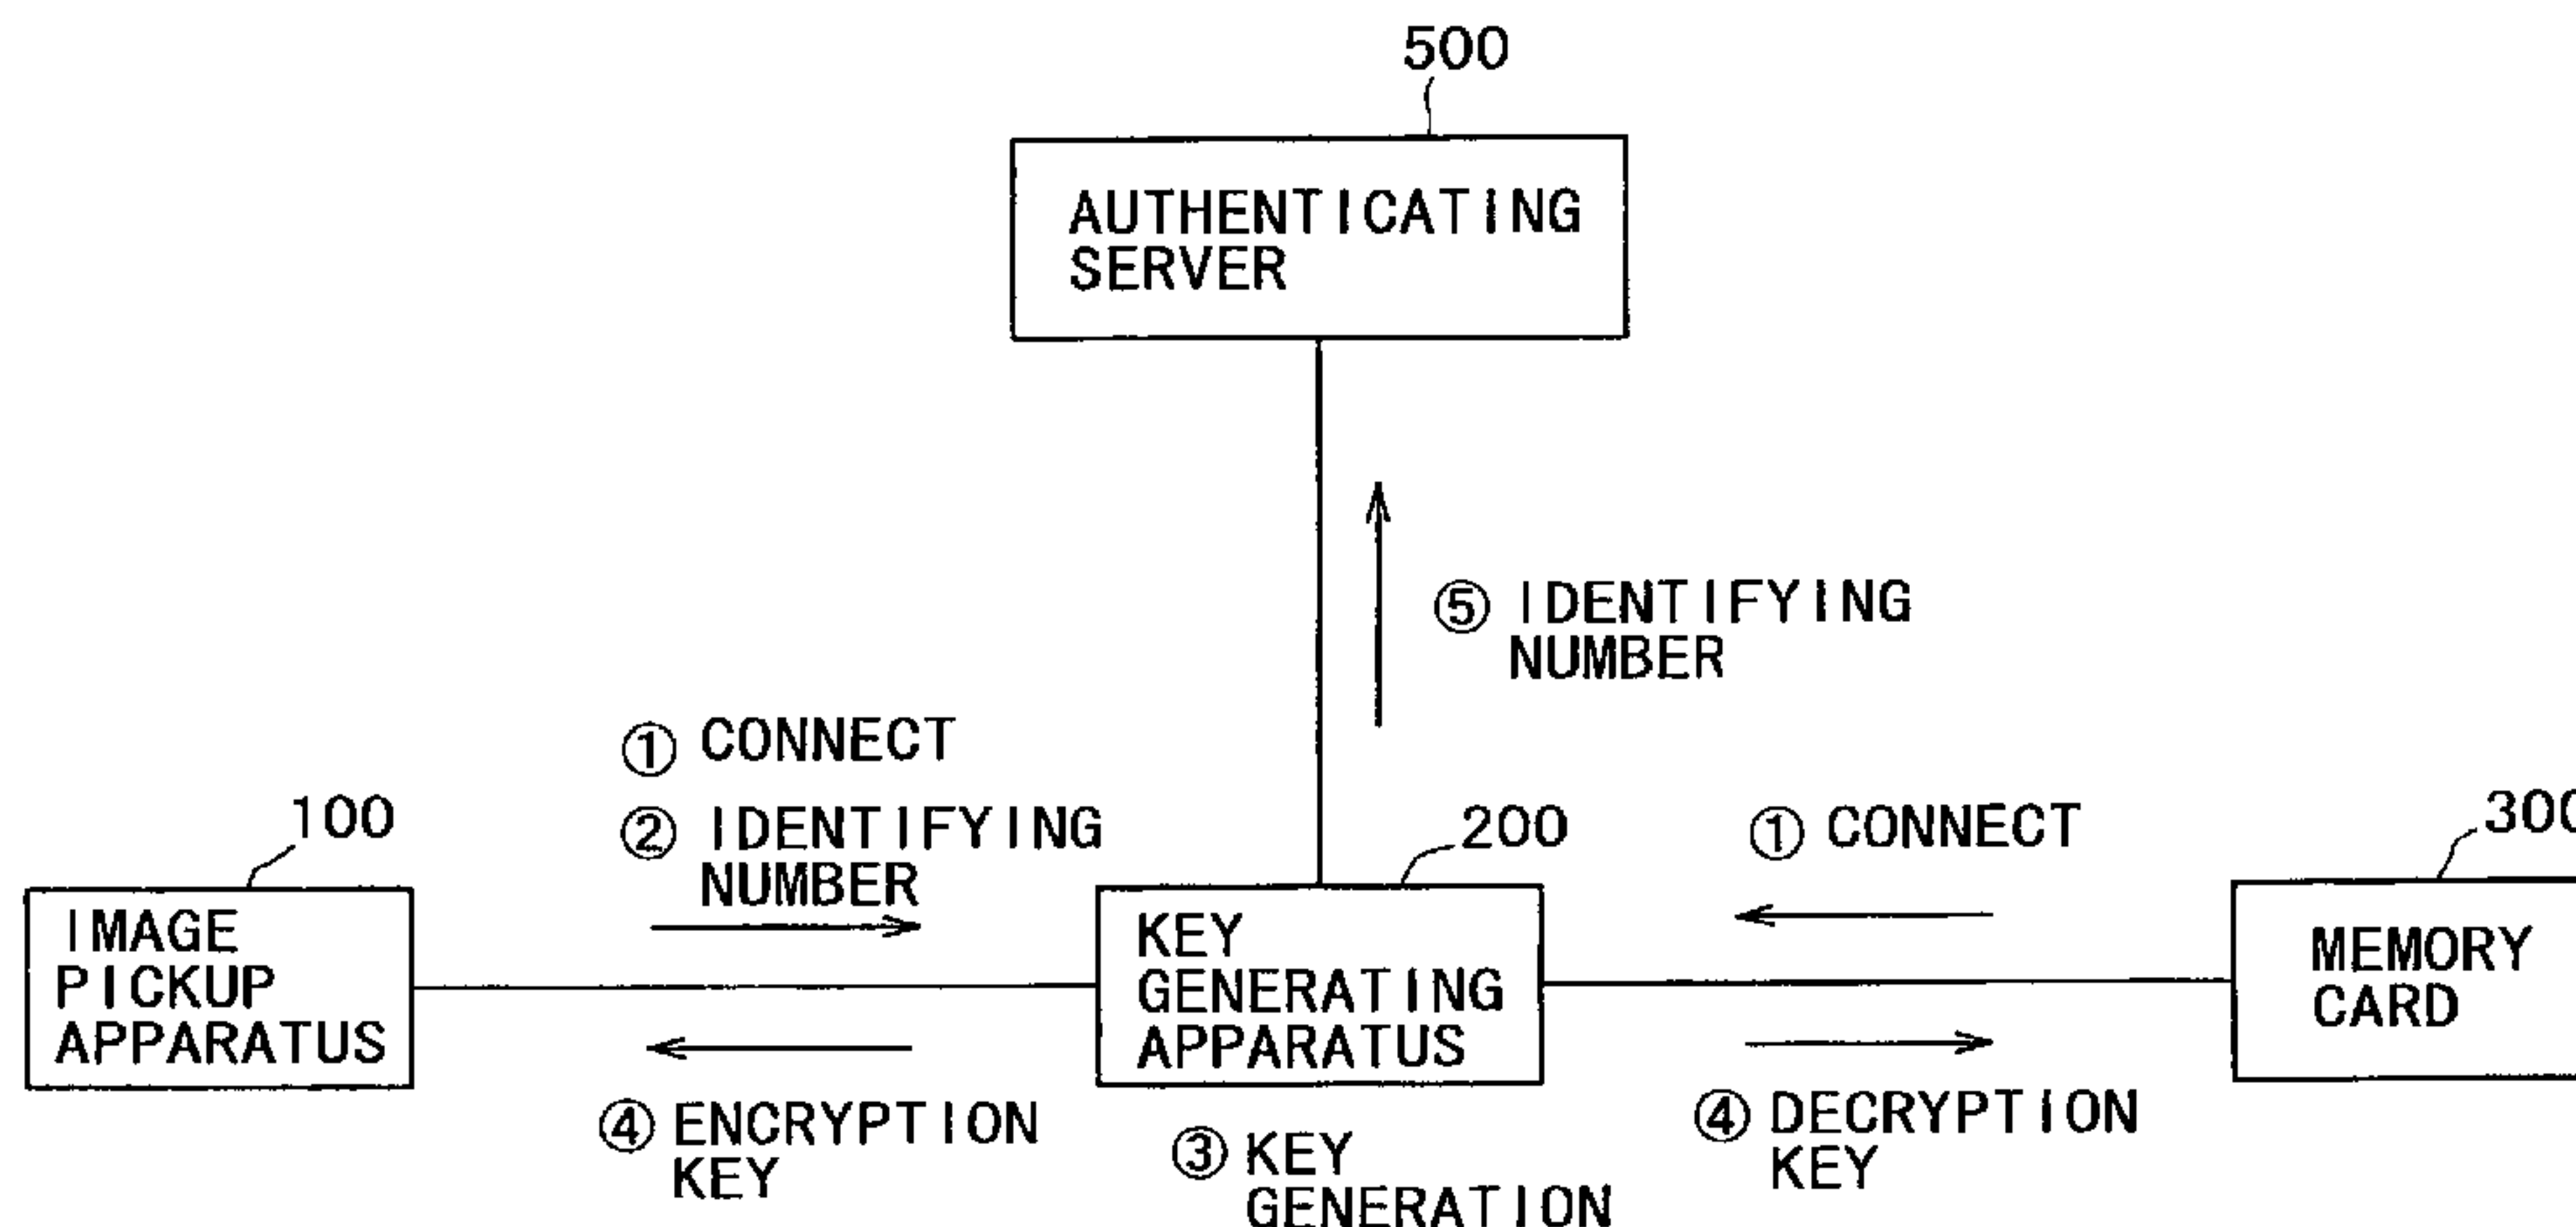 500
AUTHENTICATING
SERVER
⑤ IDENTIFYING
NUMBER
① CONNECT
② IDENTIFYING
NUMBER
100
IMAGE
PICKUP
APPARATUS
200
KEY
GENERATING
APPARATUS
① CONNECT
300
MEMORY
CARD
④ ENCRYPTION
KEY
③ KEY
GENERATION
④ DECRYPTION
KEY